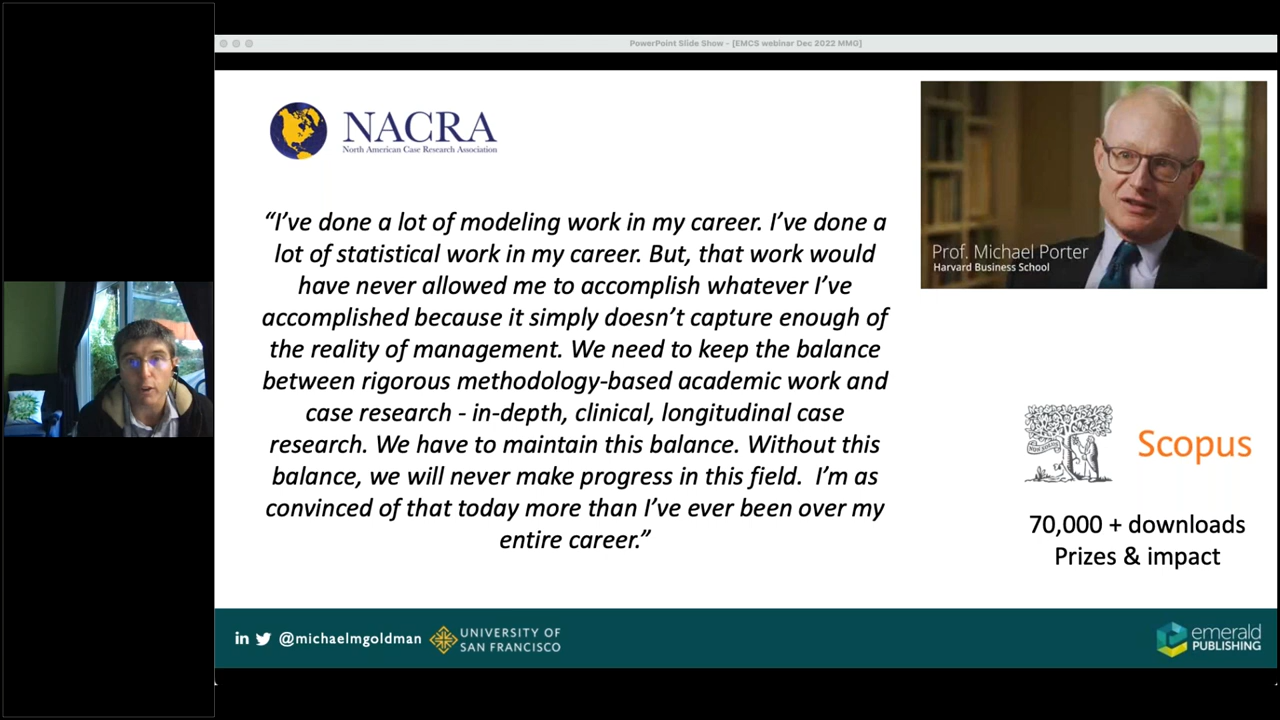 PowerPoint Slide Show - [EMCS webinar Dec 2022 MMG]
NACRA
North American Case Research Association
“I’ve done a lot of modeling work in my career. I’ve done a
lot of statistical work in my career. But, that work would
have never allowed me to accomplish whatever I’ve
accomplished because it simply doesn’t capture enough of
the reality of management. We need to keep the balance
between rigorous methodology-based academic work and
case research - in-depth, clinical, longitudinal case
research. We have to maintain this balance. Without this
balance, we will never make progress in this field.  I’m as
convinced of that today more than I’ve ever been over my
entire career.”
Prof. Michael Porter
Harvard Business School
NON SOLUS
Scopus
70,000 + downloads
Prizes & impact
in @michaelmgoldman
UNIVERSITY OF
SAN FRANCISCO
emerald
PUBLISHING